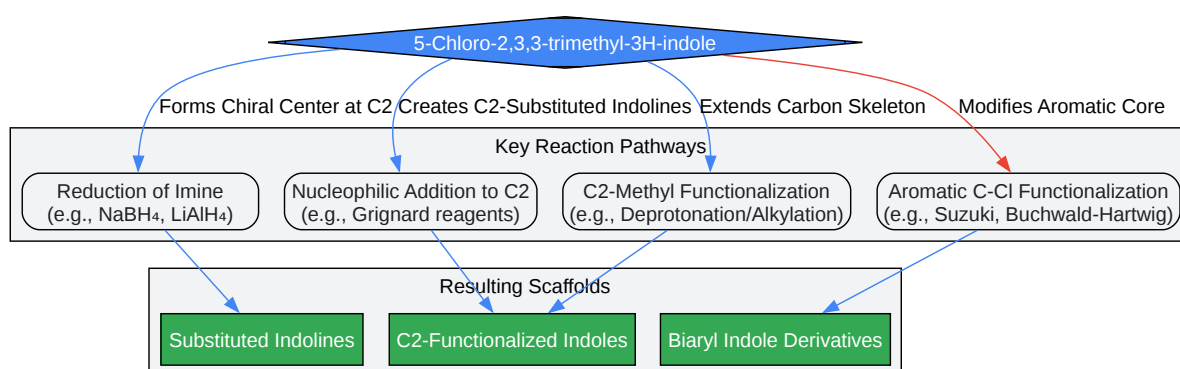 5-Chloro-2,3,3-trimethyl-3H-indole
Forms Chiral Center at C2
Creates C2-Substituted Indolines
Extends Carbon Skeleton
Modifies Aromatic Core
Key Reaction Pathways
Reduction of Imine
(e.g., NaBH₄, LiAlH₄)
Nucleophilic Addition to C2
(e.g., Grignard reagents)
C2-Methyl Functionalization
(e.g., Deprotonation/Alkylation)
Aromatic C-Cl Functionalization
(e.g., Suzuki, Buchwald-Hartwig)
Resulting Scaffolds
Substituted Indolines
C2-Functionalized Indoles
Biaryl Indole Derivatives